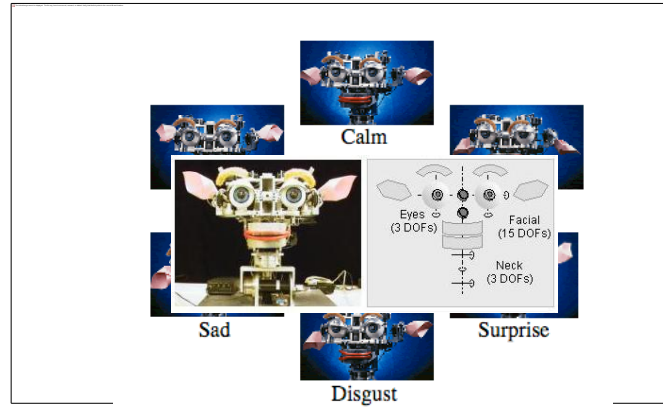 Calm
Eyes
(3 DOFs)
Facial
(15 DOFs)
Neck
(3 DOFs)
Sad
Surprise
Disgust